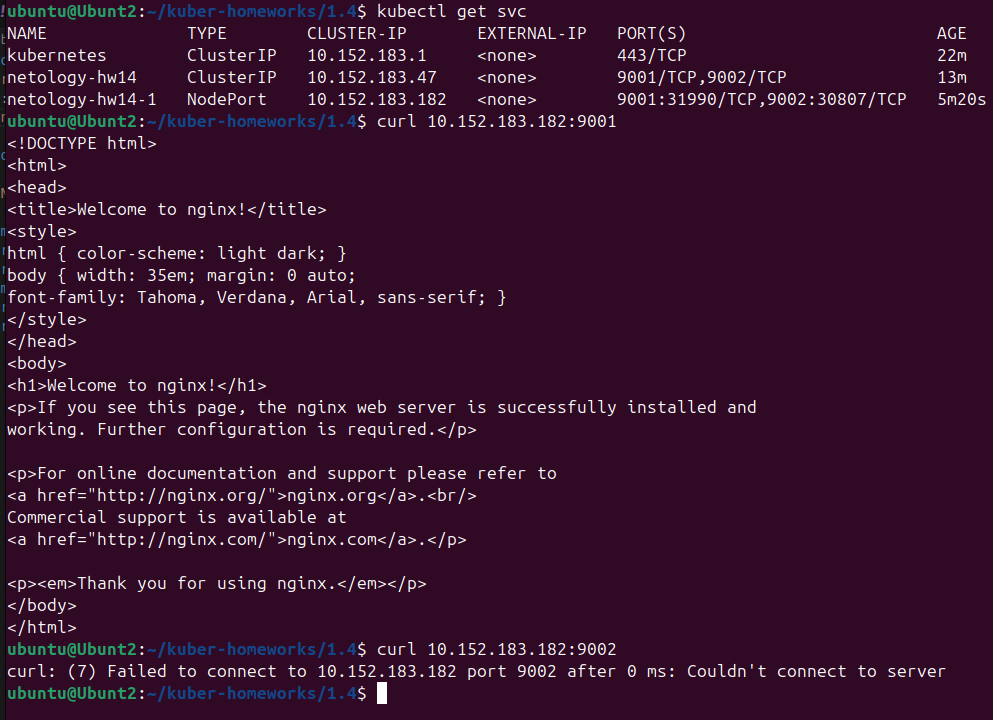 ubuntu@Ubunt2:~/kuber-homeworks/1.4$ kubectl get svc
NAME TYPE CLUSTER-IP EXTERNAL-IP PORT(S) AGE
kubernetes ClusterIP 10.152.183.1 <none> 443/TCP 22m
netology-hw14 ClusterIP 10.152.183.47 <none> 9001/TCP,9002/TCP 13m
netology-hw14-1 NodePort 10.152.183.182 <none> 9001:31990/TCP,9002:30807/TCP 5m20s
ubuntu@Ubunt2:~/kuber-homeworks/1.4$ curl 10.152.183.182:9001
<!DOCTYPE html>
<html>
<head>
<title>Welcome to nginx!</title>
<style>
html { color-scheme: light dark; }
body { width: 35em; margin: 0 auto;
font-family: Tahoma, Verdana, Arial, sans-serif; }
</style>
</head>
<body>
<h1>Welcome to nginx!</h1>
<p>If you see this page, the nginx web server is successfully installed and
working. Further configuration is required.</p>
<p>For online documentation and support please refer to
<a href="http://nginx.org/">nginx.org</a>.<br/>
Commercial support is available at
<a href="http://nginx.com/">nginx.com</a>.</p>
<p><em>Thank you for using nginx.</em></p>
</body>
</html>
ubuntu@Ubunt2:~/kuber-homeworks/1.4$ curl 10.152.183.182:9002
curl: (7) Failed to connect to 10.152.183.182 port 9002 after 0 ms: Couldn't connect to server
ubuntu@Ubunt2:~/kuber-homeworks/1.4$